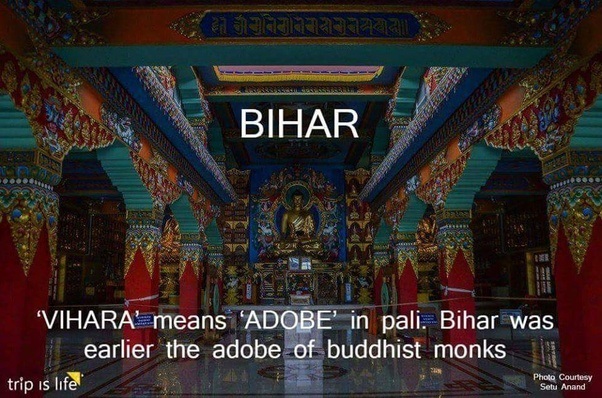 BIHAR
‘VIHARA’ means ‘ADOBE’ in pali. Bihar was
earlier the adobe of buddhist monks
trip is life
Photo Courtesy
Setu Anand